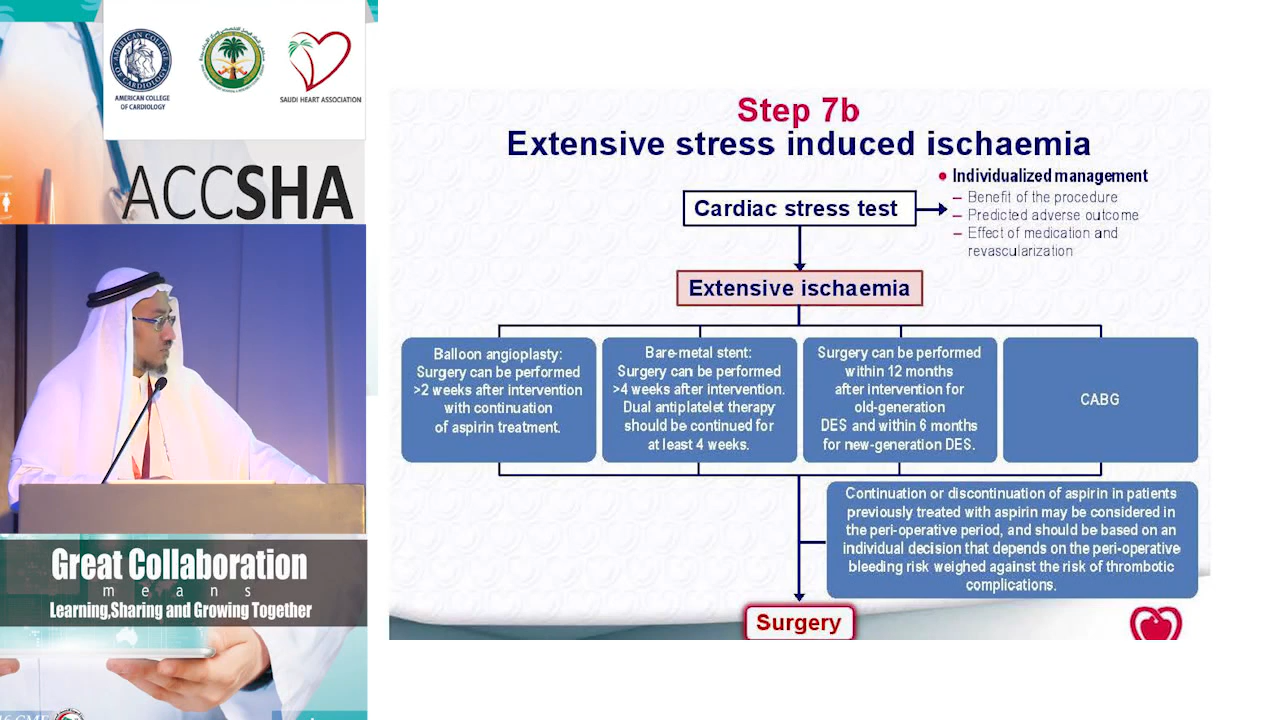 AMERICAN COLLEGE
OF CARDIOLOGY
SAUDI HEART ASSOCIATION
ACCSHA
Great Collaboration
means
Learning,Sharing and Growing Together
Step 7b
Extensive stress induced ischaemia
Cardiac stress test
• Individualized management
– Benefit of the procedure
– Predicted adverse outcome
– Effect of medication and
revascularization
Extensive ischaemia
Balloon angioplasty:
Surgery can be performed
>2 weeks after intervention
with continuation
of aspirin treatment.
Bare-metal stent:
Surgery can be performed
>4 weeks after intervention.
Dual antiplatelet therapy
should be continued for
at least 4 weeks.
Surgery can be performed
within 12 months
after intervention for
old-generation
DES and within 6 months
for new-generation DES.
CABG
Continuation or discontinuation of aspirin in patients
previously treated with aspirin may be considered in
the peri-operative period, and should be based on an
individual decision that depends on the peri-operative
bleeding risk weighed against the risk of thrombotic
complications.
Surgery